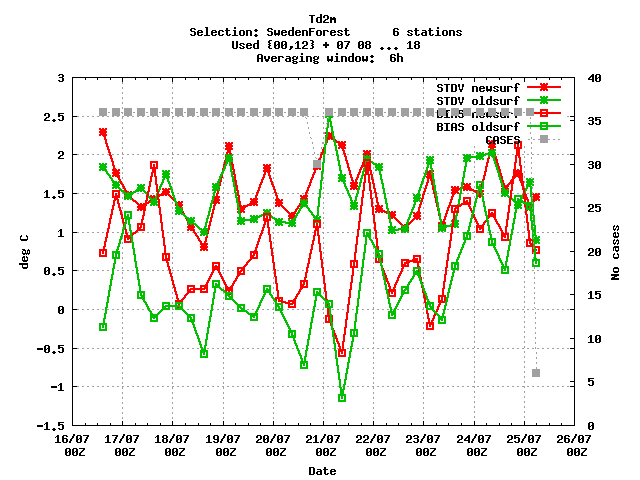 Td2m
Selection: SwedenForest 6 stations
Used {00,12} + 07 08 ... 18
Averaging window: 6h
STDV newsurf
STDV oldsurf
BIAS newsurf
BIAS oldsurf
CASES
3
2.5
2
1.5
1
0.5
0
-0.5
-1
-1.5
deg C
40
35
30
25
20
15
10
5
0
No cases
16/07 17/07 18/07 19/07 20/07 21/07 22/07 23/07 24/07 25/07 26/07
00Z 00Z 00Z 00Z 00Z 00Z 00Z 00Z 00Z 00Z 00Z
Date